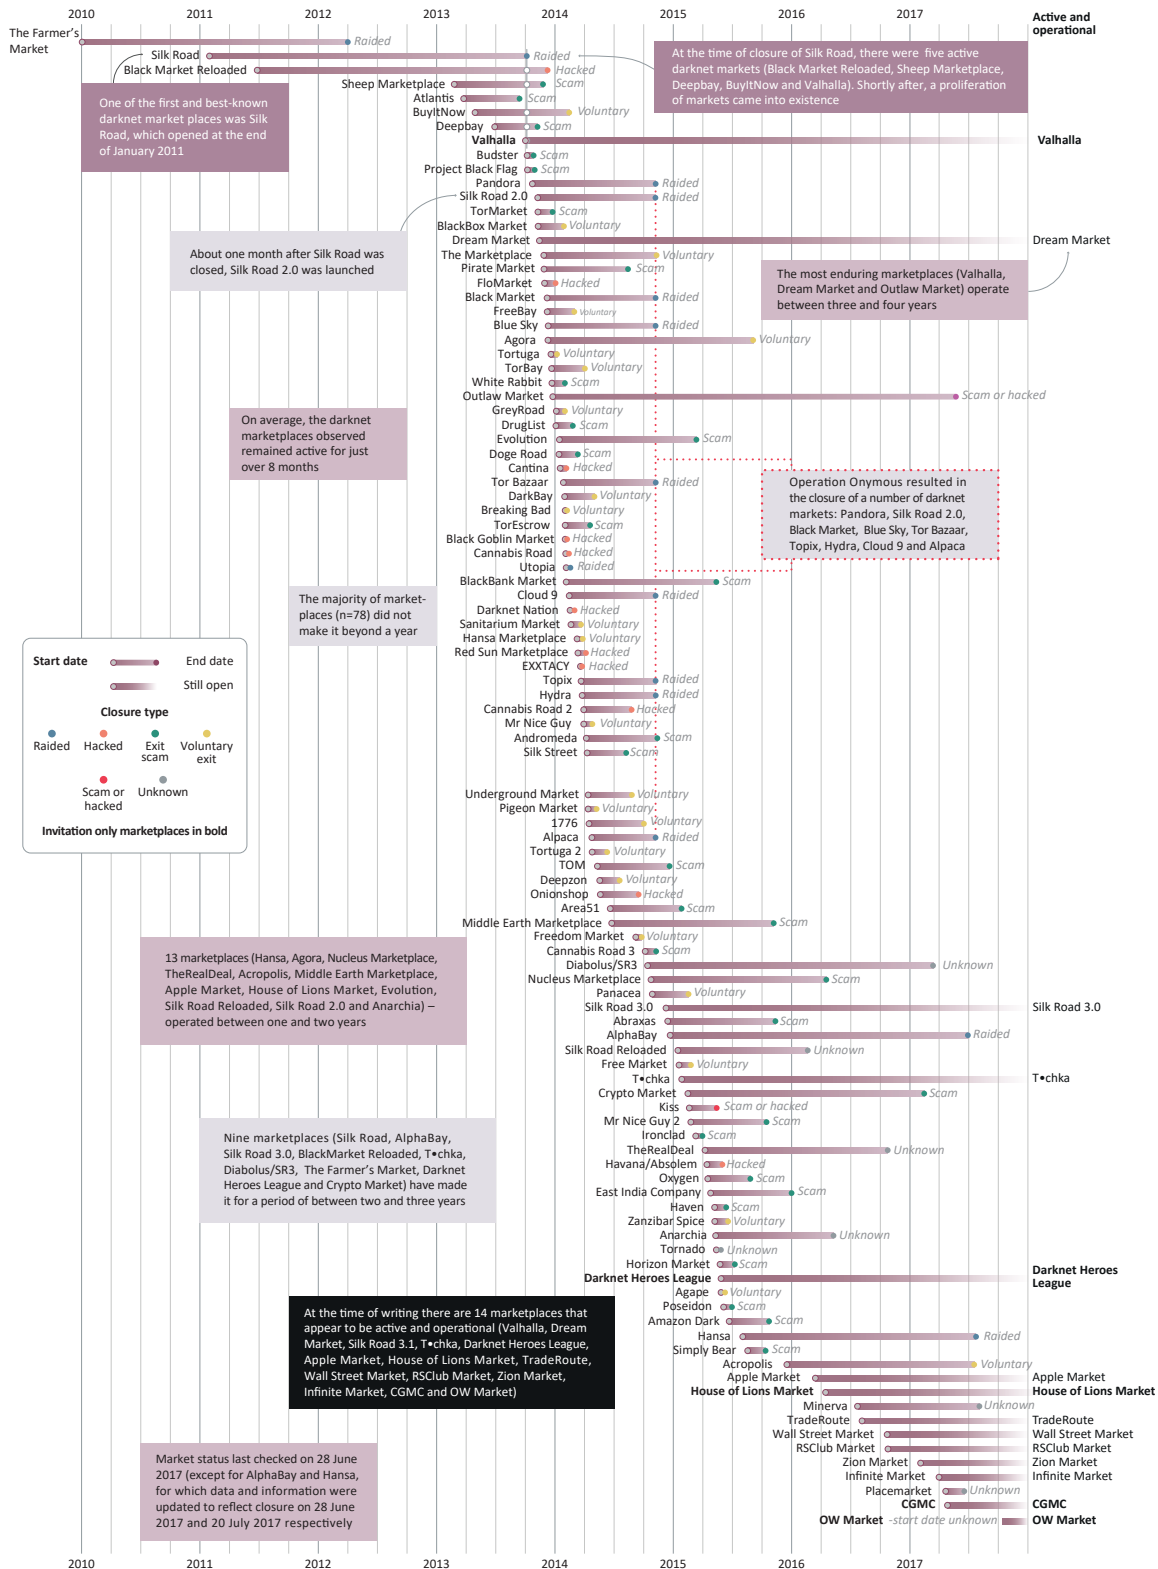 2010 2011 2012 2013 2014 2015 2016 2017
Active and
operational
The Farmer's
Market
Raided
Silk Road Raided
Black Market Reloaded Hacked
Sheep Marketplace Scam
Atlantis Scam
BuyItNow Voluntary
Deepbay Scam
Valhalla Valhalla
Budster Scam
Project Black Flag Scam
Pandora Raided
Silk Road 2.0 Raided
TorMarket Scam
BlackBox Market Voluntary
Dream Market Dream Market
The Marketplace Voluntary
Pirate Market Scam
FloMarket Hacked
Black Market Raided
FreeBay Voluntary
Blue Sky Raided
Agora Voluntary
Tortuga Voluntary
TorBay Voluntary
White Rabbit Scam
Outlaw Market Scam or hacked
GreyRoad Voluntary
DrugList Scam
Evolution Scam
Doge Road Scam
Cantina Hacked
Tor Bazaar Raided
DarkBay Voluntary
Breaking Bad Voluntary
TorEscrow Scam
Black Goblin Market Hacked
Cannabis Road Hacked
Utopia Raided
BlackBank Market Scam
Cloud 9 Raided
Darknet Nation Hacked
Sanitarium Market Voluntary
Hansa Marketplace Voluntary
Red Sun Marketplace Hacked
EXXTACY Hacked
Topix Raided
Hydra Raided
Cannabis Road 2 Hacked
Mr Nice Guy Voluntary
Andromeda Scam
Silk Street Scam
Underground Market Voluntary
Pigeon Market Voluntary
1776 Voluntary
Alpaca Raided
Tortuga 2 Voluntary
TOM Scam
Deepzon Voluntary
Onionshop Hacked
Area51 Scam
Middle Earth Marketplace Scam
Freedom Market Voluntary
Cannabis Road 3 Scam
Diabolus/SR3 Unknown
Nucleus Marketplace Scam
Panacea Voluntary
Silk Road 3.0 Silk Road 3.0
Abraxas Scam
AlphaBay Raided
Silk Road Reloaded Unknown
Free Market Voluntary
T•chka T•chka
Crypto Market Scam
Kiss Scam or hacked
Mr Nice Guy 2 Scam
Ironclad Scam
TheRealDeal Unknown
Havana/Absolem Hacked
Oxygen Scam
East India Company Scam
Haven Scam
Zanzibar Spice Voluntary
Anarchia Unknown
Tornado Unknown
Horizon Market Scam
Darknet Heroes League Darknet Heroes
League
Agape Voluntary
Poseidon Scam
Amazon Dark Scam
Hansa Raided
Simply Bear Scam
Acropolis Voluntary
Apple Market Apple Market
House of Lions Market House of Lions Market
Minerva Unknown
TradeRoute TradeRoute
Wall Street Market Wall Street Market
RSClub Market RSClub Market
Zion Market Zion Market
Infinite Market Infinite Market
Placemarket Unknown
CGMC CGMC
OW Market -start date unknown OW Market
At the time of closure of Silk Road, there were five active
darknet markets (Black Market Reloaded, Sheep Marketplace,
Deepbay, BuyItNow and Valhalla). Shortly after, a proliferation
of markets came into existence
One of the first and best-known
darknet market places was Silk
Road, which opened at the end
of January 2011
About one month after Silk Road was
closed, Silk Road 2.0 was launched
The most enduring marketplaces (Valhalla,
Dream Market and Outlaw Market) operate
between three and four years
On average, the darknet
marketplaces observed
remained active for just
over 8 months
Operation Onymous resulted in
the closure of a number of darknet
markets: Pandora, Silk Road 2.0,
Black Market, Blue Sky, Tor Bazaar,
Topix, Hydra, Cloud 9 and Alpaca
The majority of market-
places (n=78) did not
make it beyond a year
Start date End date
Still open
Closure type
Raided Hacked Exit
scam Voluntary
exit
Scam or
hacked Unknown
Invitation only marketplaces in bold
13 marketplaces (Hansa, Agora, Nucleus Marketplace,
TheRealDeal, Acropolis, Middle Earth Marketplace,
Apple Market, House of Lions Market, Evolution,
Silk Road Reloaded, Silk Road 2.0 and Anarchia) –
operated between one and two years
Nine marketplaces (Silk Road, AlphaBay,
Silk Road 3.0, BlackMarket Reloaded, T•chka,
Diabolus/SR3, The Farmer's Market, Darknet
Heroes League and Crypto Market) have made
it for a period of between two and three years
At the time of writing there are 14 marketplaces that
appear to be active and operational (Valhalla, Dream
Market, Silk Road 3.1, T•chka, Darknet Heroes League,
Apple Market, House of Lions Market, TradeRoute,
Wall Street Market, RSClub Market, Zion Market,
Infinite Market, CGMC and OW Market)
Market status last checked on 28 June
2017 (except for AlphaBay and Hansa,
for which data and information were
updated to reflect closure on 28 June
2017 and 20 July 2017 respectively
2010 2011 2012 2013 2014 2015 2016 2017